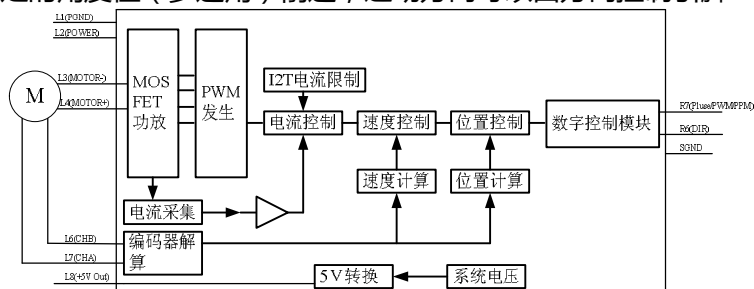 L1(PGND)
L2(POWER)
L3(MOTOR-)
L4(MOTOR+)
M
MOS
FET
功放
PWM
发生
I2T电流限制
电流控制
速度控制
位置控制
数字控制模块
R7(Pluse/PWM/PPM)
R6(DIR)
SGND
速度计算
位置计算
电流采集
L6(CHB)
L7(CHA)
编码器解
算
L8(+5V Out)
5V转换
系统电压